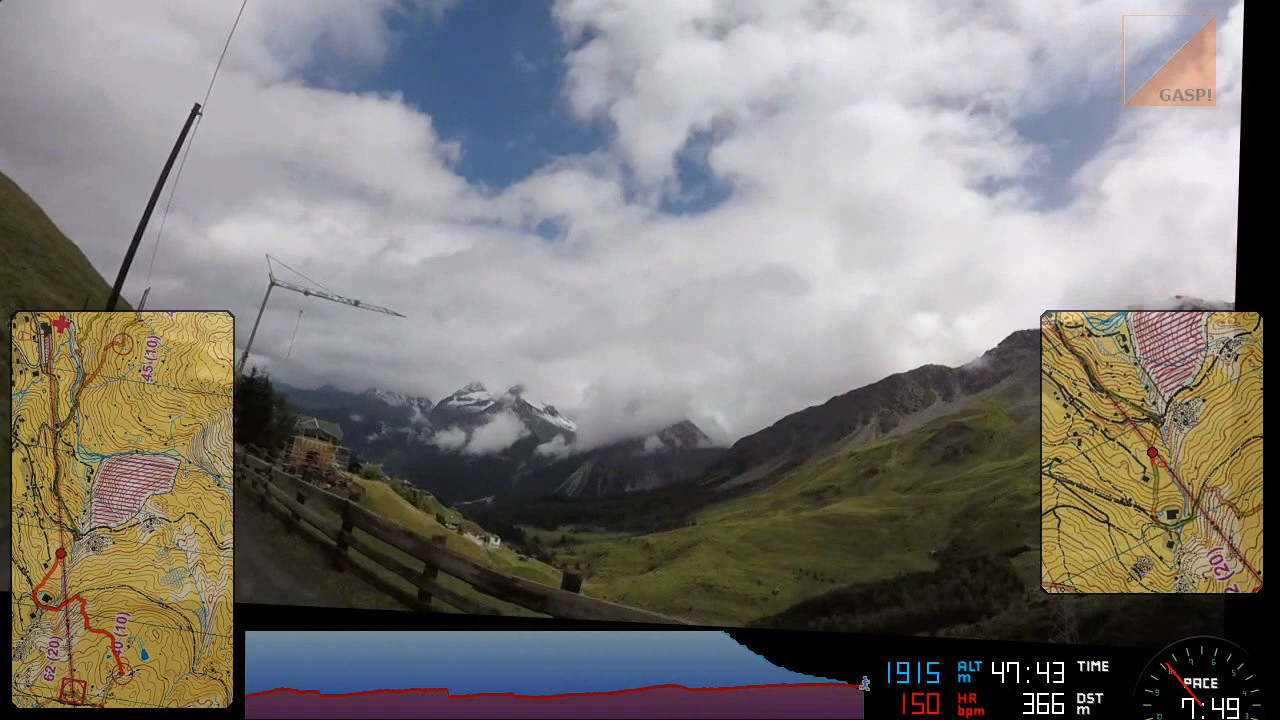 GASP!
45 (10)
40 (10)
62 (20)
(20)
1915 ALT m 47:43 TIME
150 HR bpm 366 DST m
PACE
7:49